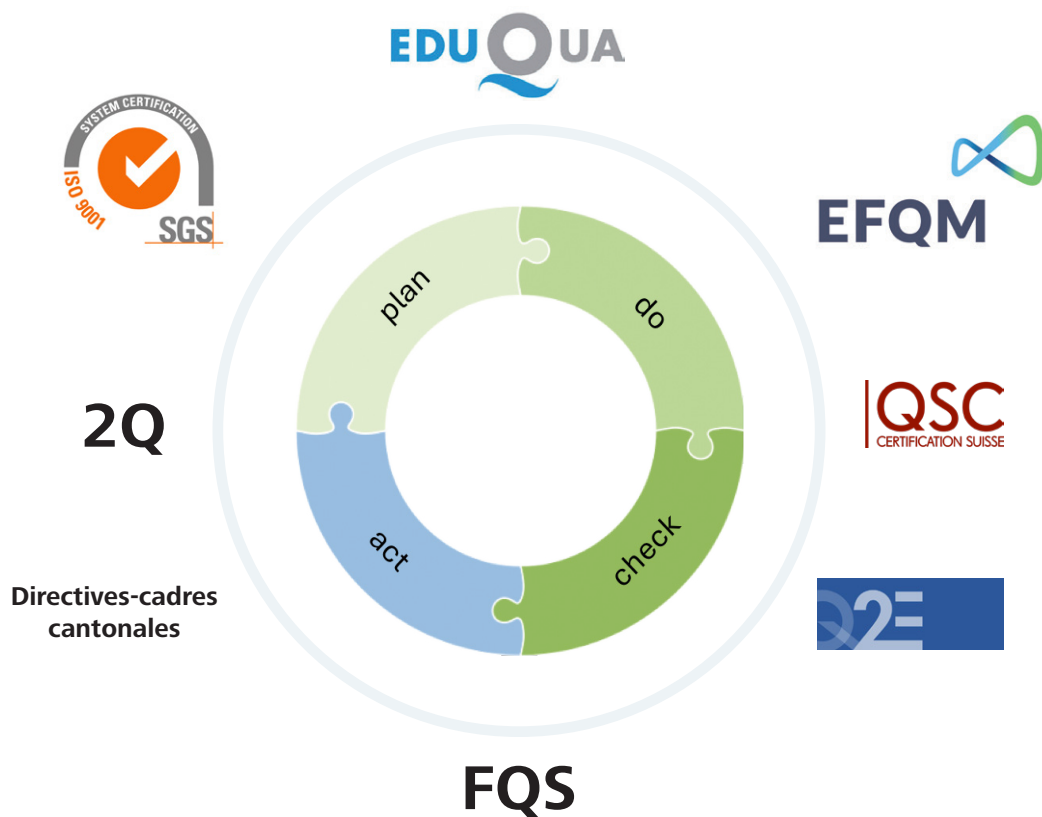 EDUQUA
SYSTEM CERTIFICATION
ISO 9001
SGS
EFQM
plan
do
2Q
QSC
CERTIFICATION SUISSE
act
check
Directives-cadres
cantonales
Q2E
FQS